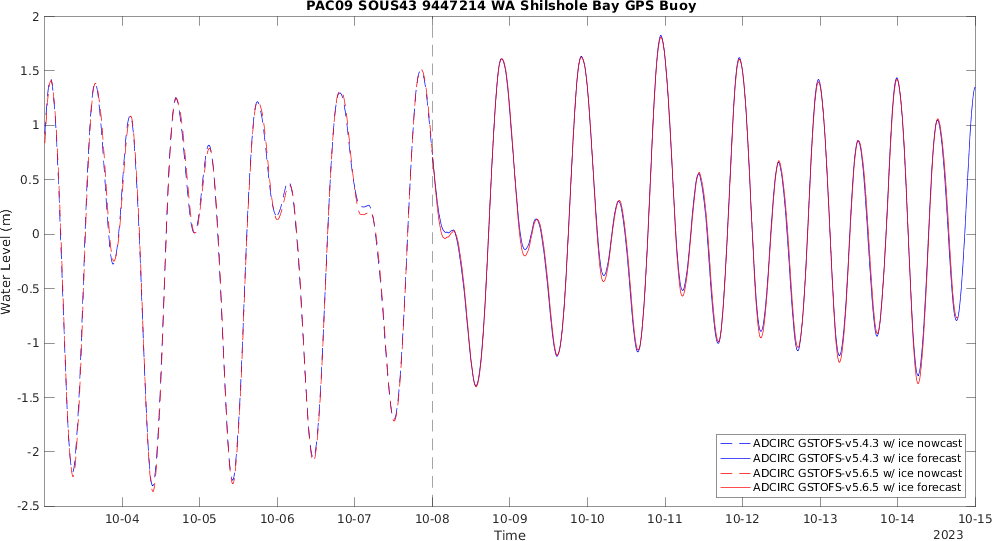 PAC09 SOUS43 9447214 WA Shilshole Bay GPS Buoy
2
1.5
1
0.5
0
-0.5
-1
-1.5
-2
-2.5
Water Level (m)
ADCIRC GSTOFS-v5.4.3 w/ ice nowcast
ADCIRC GSTOFS-v5.4.3 w/ ice forecast
ADCIRC GSTOFS-v5.6.5 w/ ice nowcast
ADCIRC GSTOFS-v5.6.5 w/ ice forecast
10-04 10-05 10-06 10-07 10-08 10-09 10-10 10-11 10-12 10-13 10-14 10-15
Time
2023